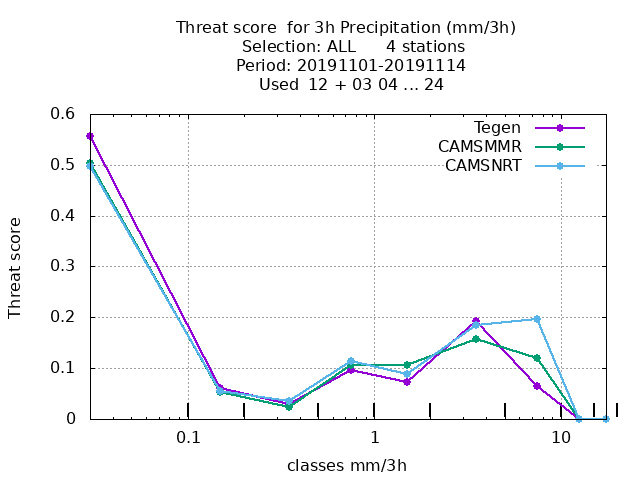 Threat score  for 3h Precipitation (mm/3h)
Selection: ALL      4 stations
Period: 20191101-20191114
Used  12 + 03 04 ... 24
Tegen
CAMSMMR
CAMSNRT
0.6
0.5
0.4
0.3
0.2
0.1
0
Threat score
0.1 1 10
classes mm/3h